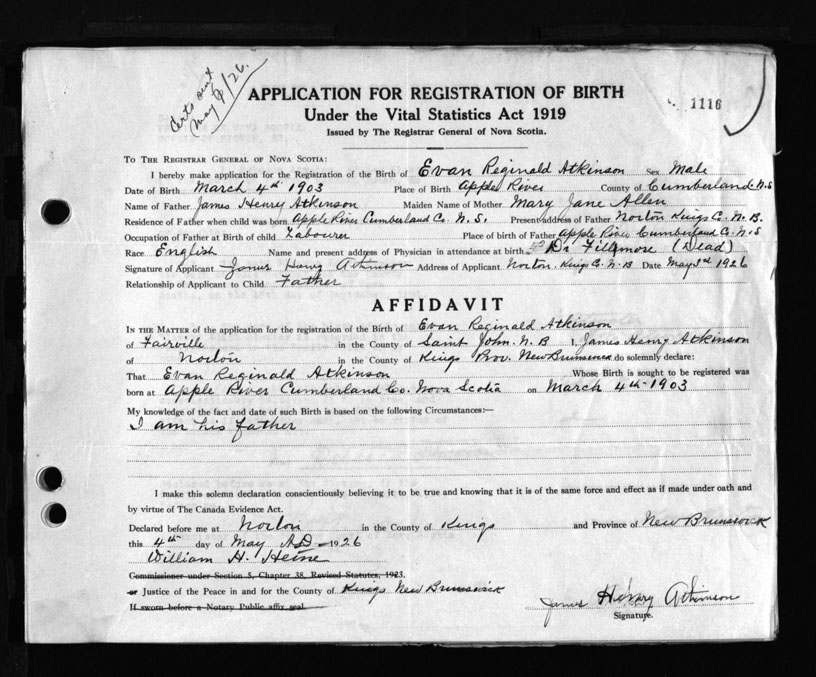 Certs sent
May 8/26.
APPLICATION FOR REGISTRATION OF BIRTH
1116
Under the Vital Statistics Act 1919
Issued by The Registrar General of Nova Scotia.
TO THE REGISTRAR GENERAL OF NOVA SCOTIA:
I hereby make application for the Registration of the Birth of Evan Reginald Atkinson Sex Male
Date of Birth March 4th 1903 Place of Birth Apple River County of Cumberland N.S
Name of Father James Henry Atkinson Maiden Name of Mother Mary Jane Allen
Residence of Father when child was born Apple River Cumberland Co. N. S. Present address of Father Norton Kings Co. N. B.
Occupation of Father at Birth of child Labourer Place of birth of Father Apple River Cumberland Co. N. S
Race English Name and present address of Physician in attendance at birth Dr Fillmore (Dead)
Signature of Applicant James Henry Atkinson Address of Applicant Norton. Kings Co. N. B Date May 3rd 1926
Relationship of Applicant to Child Father
AFFIDAVIT
IN THE MATTER of the application for the registration of the Birth of Evan Reginald Atkinson
of Fairville in the County of Saint John. N. B I, James Henry Atkinson
of Norton in the County of Kings Prov. New Brunswick do solemnly declare:
That Evan Reginald Atkinson Whose Birth is sought to be registered was
born at Apple River Cumberland Co. Nova Scotia on March 4th 1903
My knowledge of the fact and date of such Birth is based on the following Circumstances:—
I am his father
I make this solemn declaration conscientiously believing it to be true and knowing that it is of the same force and effect as if made under oath and
by virtue of The Canada Evidence Act.
Declared before me at Norton in the County of Kings and Province of New Brunswick
this 4th day of May A.D. 1926
William H. Heine
Commissioner under Section 5, Chapter 38, Revised Statutes, 1923.
or Justice of the Peace in and for the County of Kings New Brunswick
If sworn before a Notary Public affix seal.
James Henry Atkinson
Signature.